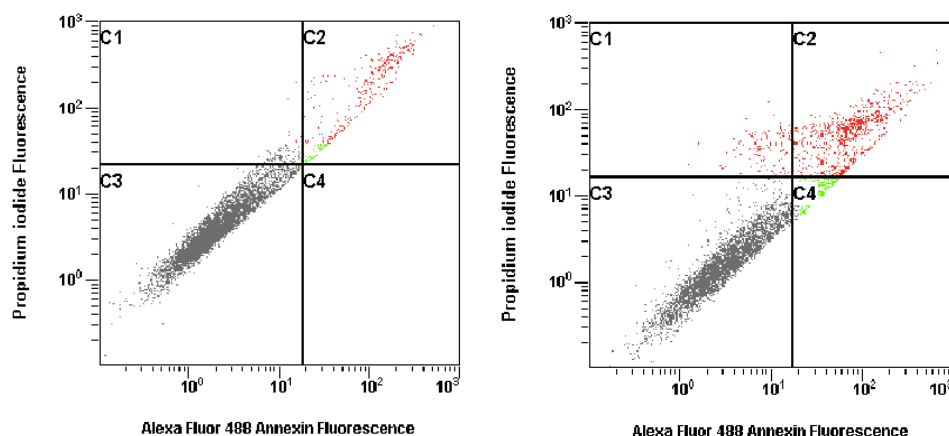 Propidium iodide Fluorescence
10³
10²
10¹
10⁰
C1
C2
C3
C4
10⁰
10¹
10²
10³
Alexa Fluor 488 Annexin Fluorescence
Propidium iodide Fluorescence
10³
10²
10¹
10⁰
C1
C2
C3
C4
10⁰
10¹
10²
10³
Alexa Fluor 488 Annexin Fluorescence